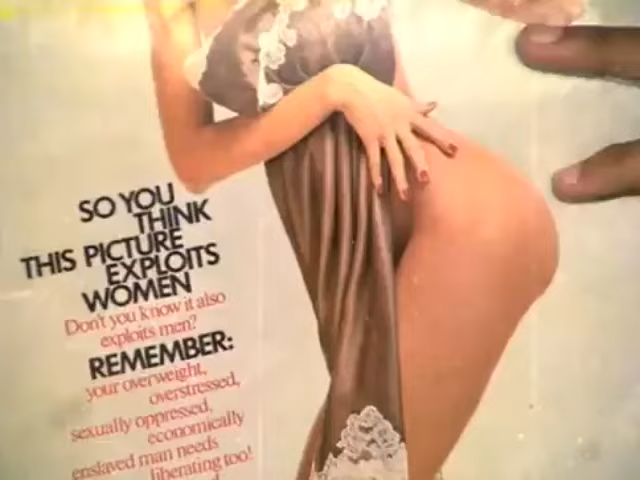 SO YOU
THINK
THIS PICTURE
EXPLOITS
WOMEN
Don't you know it also
exploits men?
REMEMBER:
your overweight,
overstressed,
sexually oppressed,
economically
enslaved man needs
liberating too!